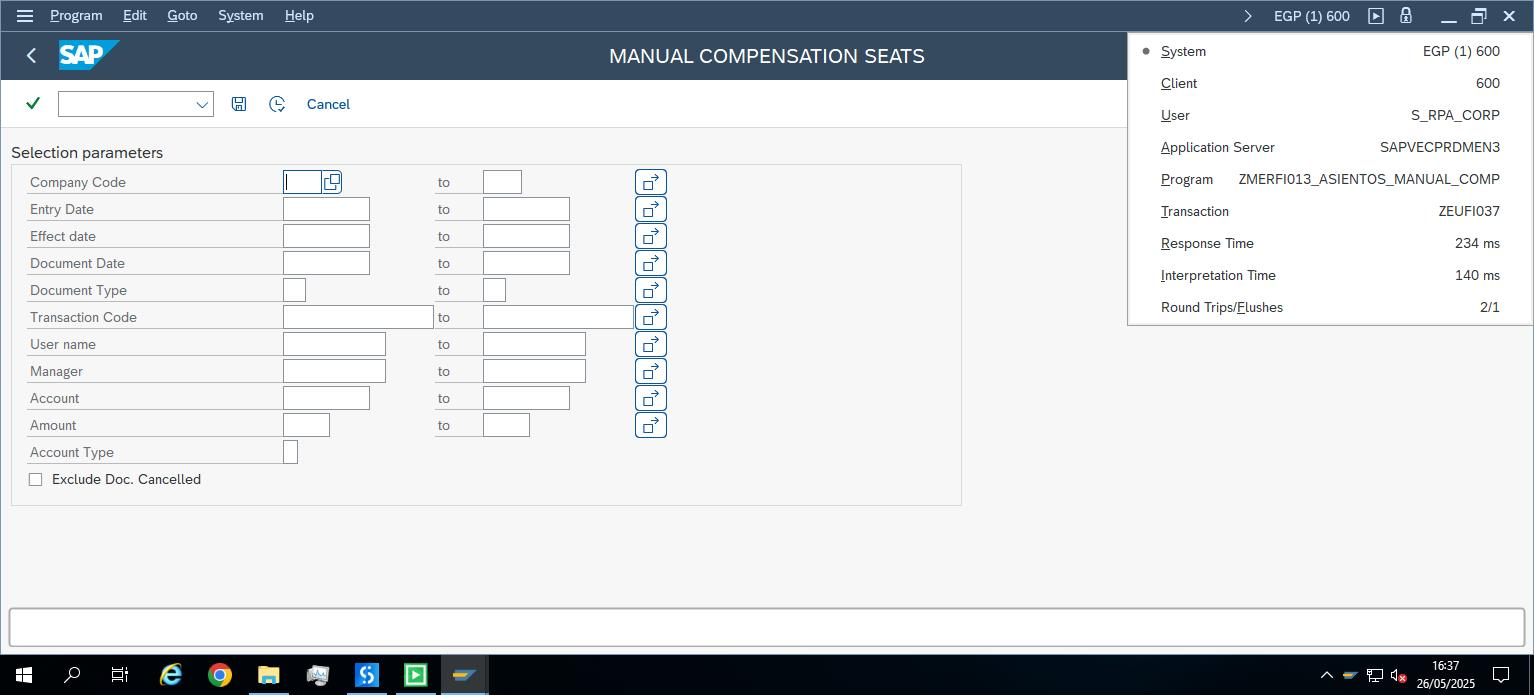 Program Edit Goto System Help EGP (1) 600
SAP MANUAL COMPENSATION SEATS
Cancel
System EGP (1) 600
Client 600
User S_RPA_CORP
Application Server SAPVECPRDMEN3
Program ZMERFI013_ASIENTOS_MANUAL_COMP
Transaction ZEUFI037
Response Time 234 ms
Interpretation Time 140 ms
Round Trips/Flushes 2/1
Selection parameters
Company Code to
Entry Date to
Effect date to
Document Date to
Document Type to
Transaction Code to
User name to
Manager to
Account to
Amount to
Account Type
Exclude Doc. Cancelled
16:37
26/05/2025